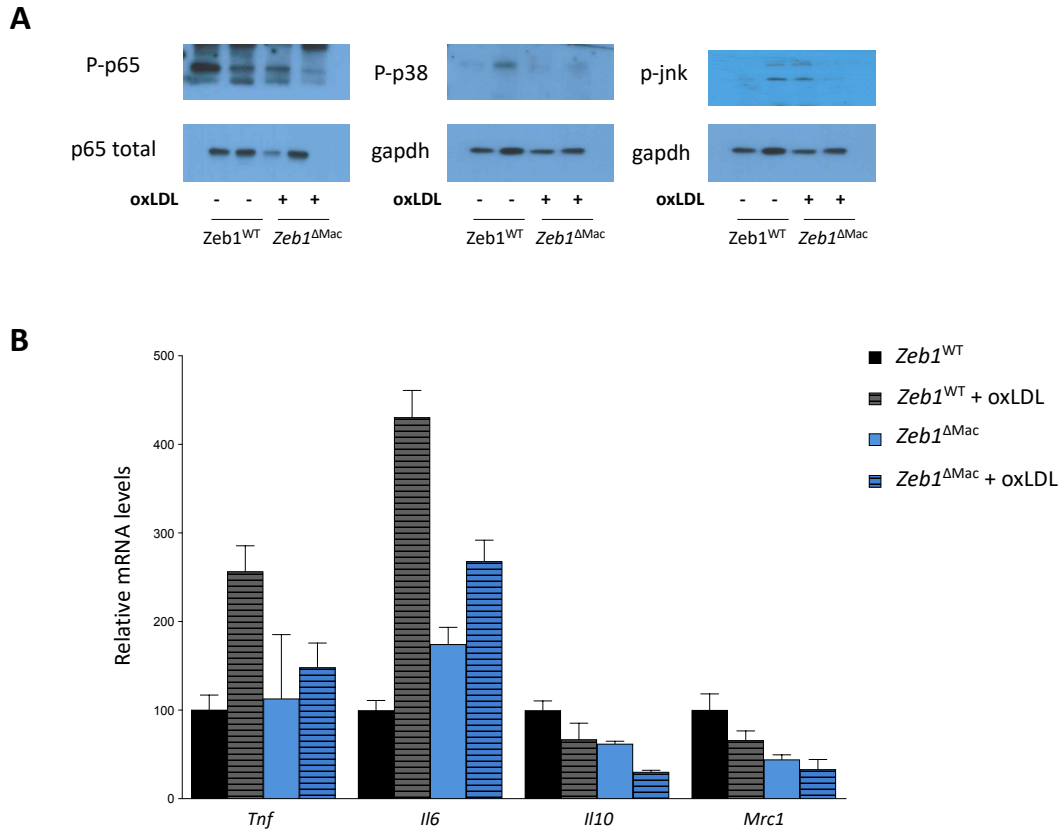 A
P-p65
P-p38
p-jnk
p65 total
gapdh
gapdh
oxLDL - - + +
oxLDL - - + +
- - + +
Zeb1WT Zeb1ΔMac
Zeb1WT Zeb1ΔMac
Zeb1WT Zeb1ΔMac
B
Relative mRNA levels
500
400
300
200
100
0
Tnf
Il6
Il10
Mrc1
Zeb1WT
Zeb1WT + oxLDL
Zeb1ΔMac
Zeb1ΔMac + oxLDL